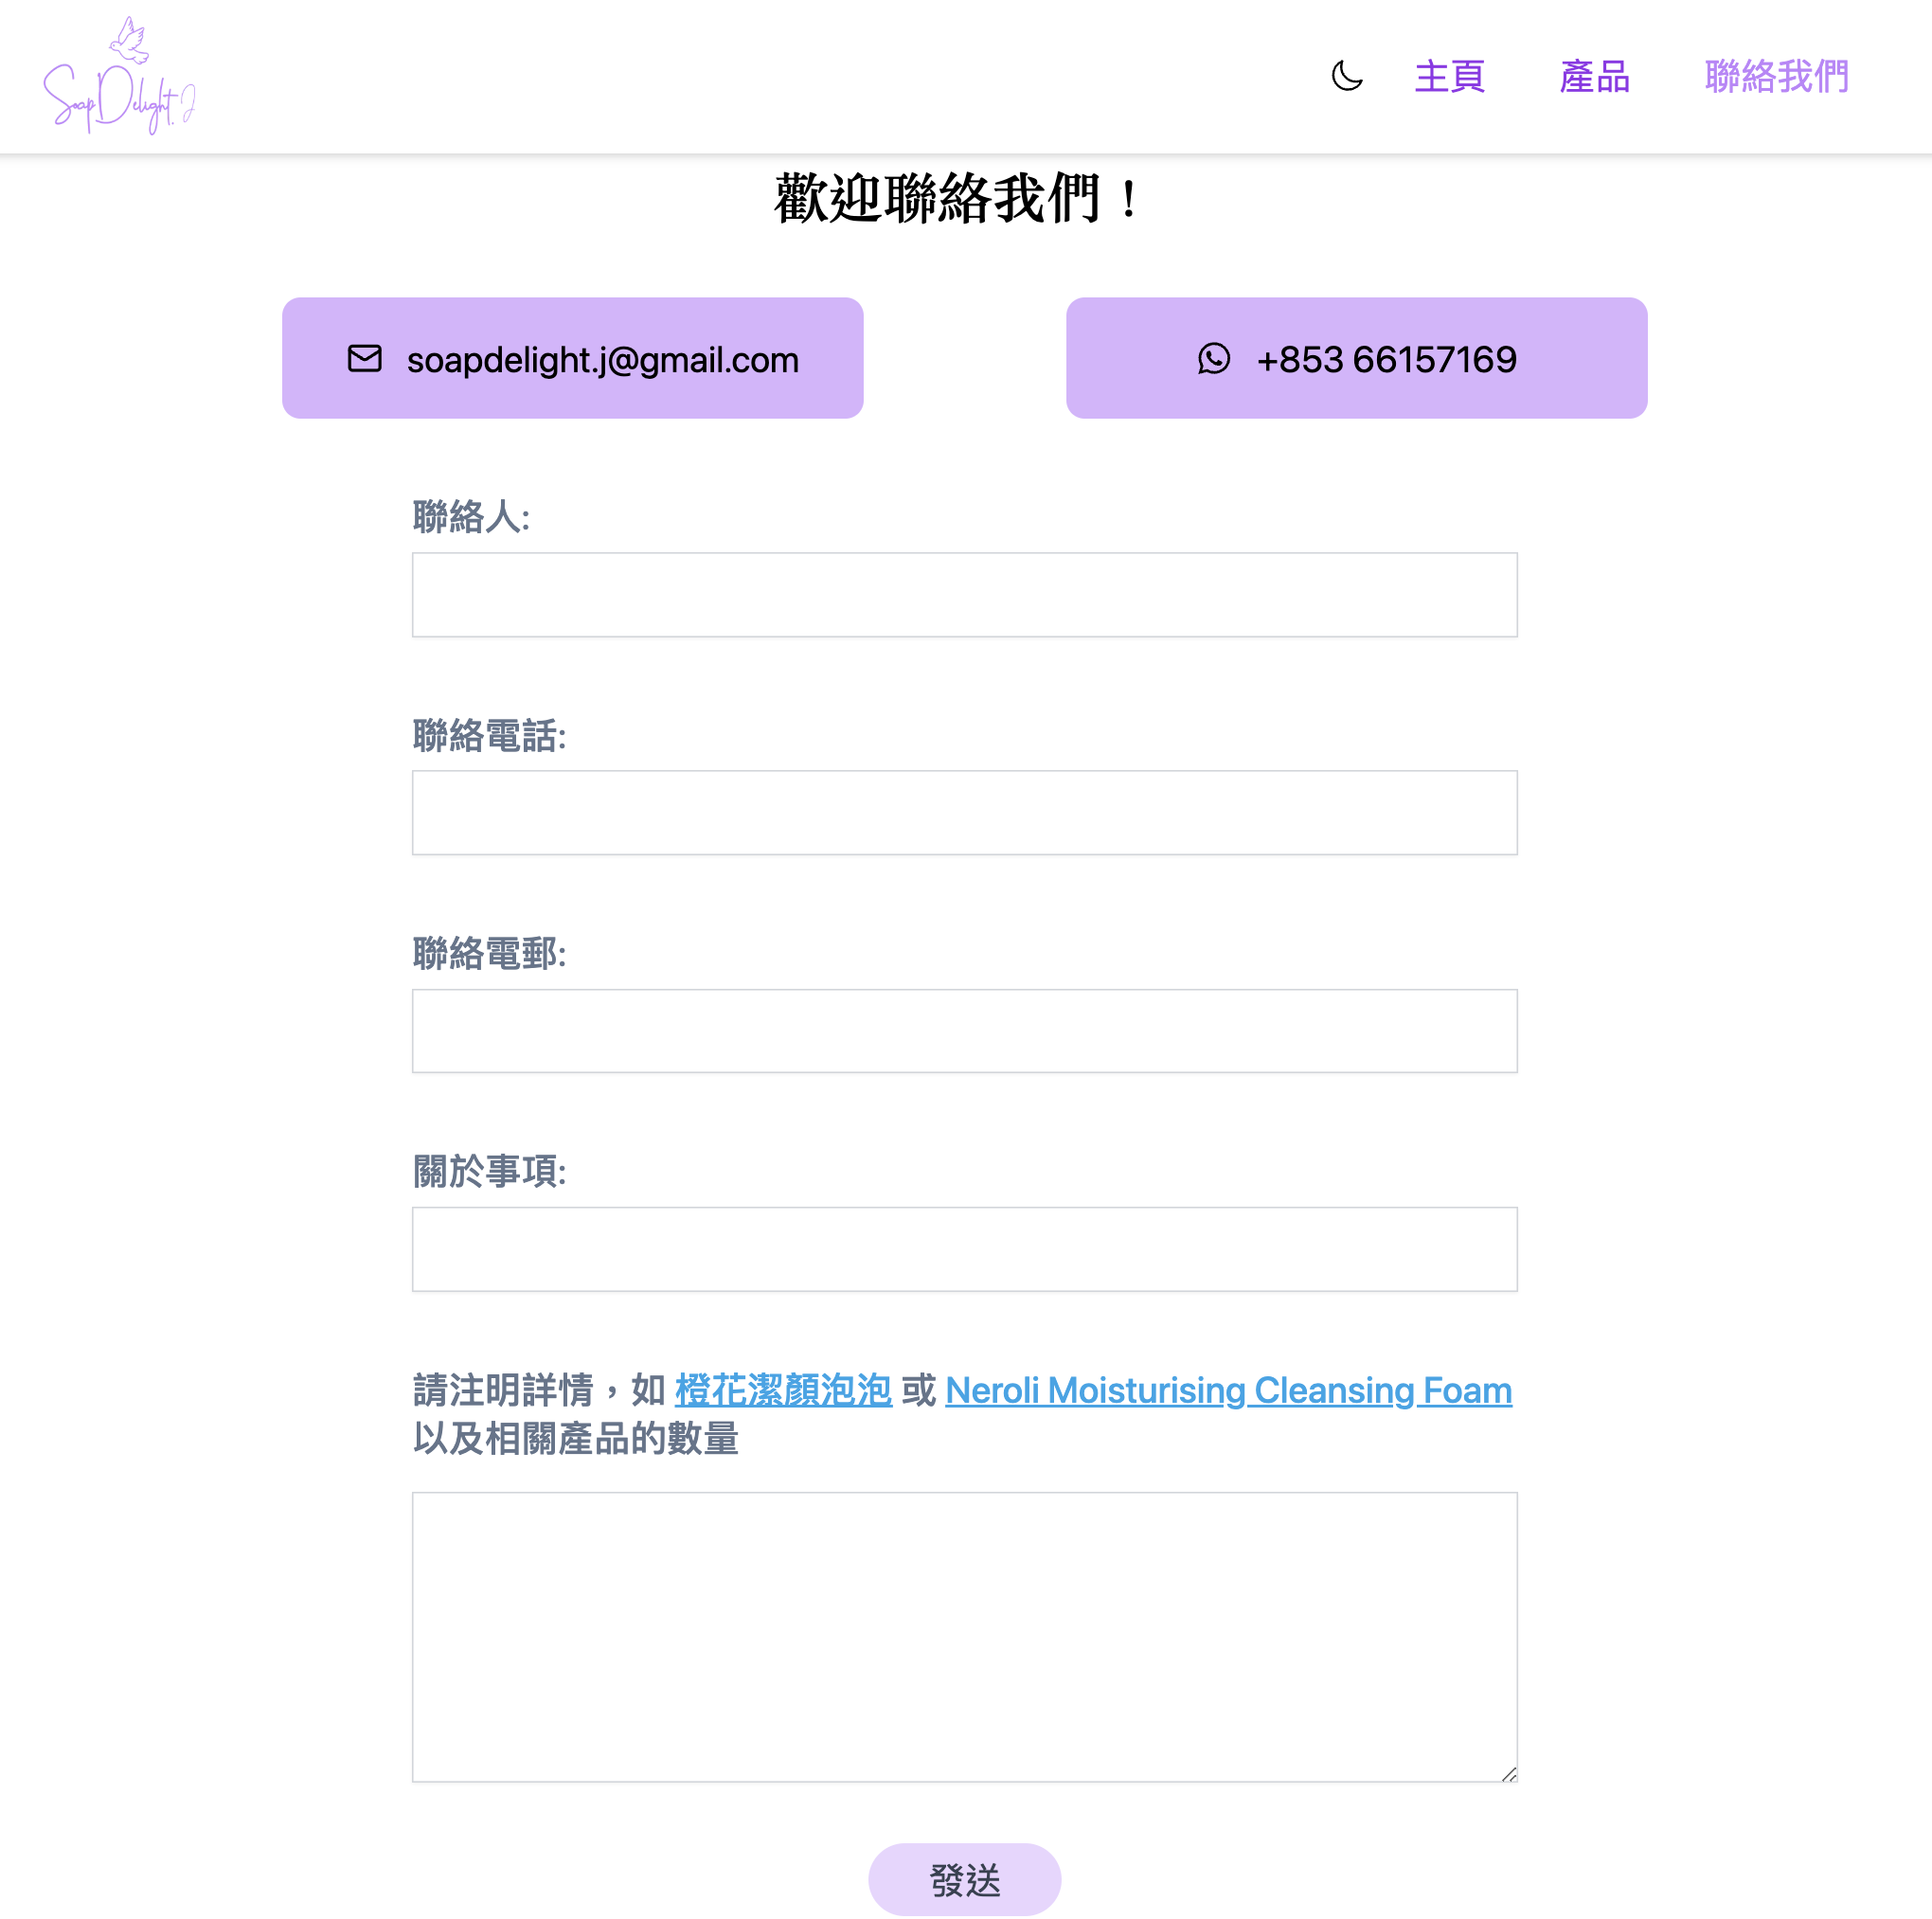 Soap Delight.J
主頁
產品
聯絡我們
歡迎聯絡我們！
soapdelight.j@gmail.com
+853 66157169
聯絡人:
聯絡電話:
聯絡電郵:
關於事項:
請注明詳情，如 橙花潔顏泡泡 或 Neroli Moisturising Cleansing Foam
以及相關產品的數量
發送